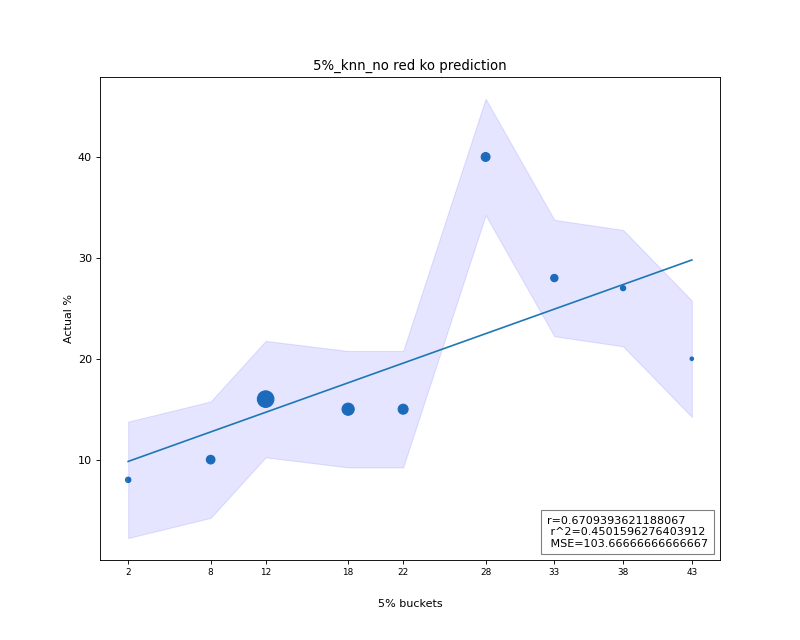 5%_knn_no red ko prediction
Actual %
40
30
20
10
r=0.6709393621188067
r^2=0.4501596276403912
MSE=103.66666666666667
2 8 12 18 22 28 33 38 43
5% buckets